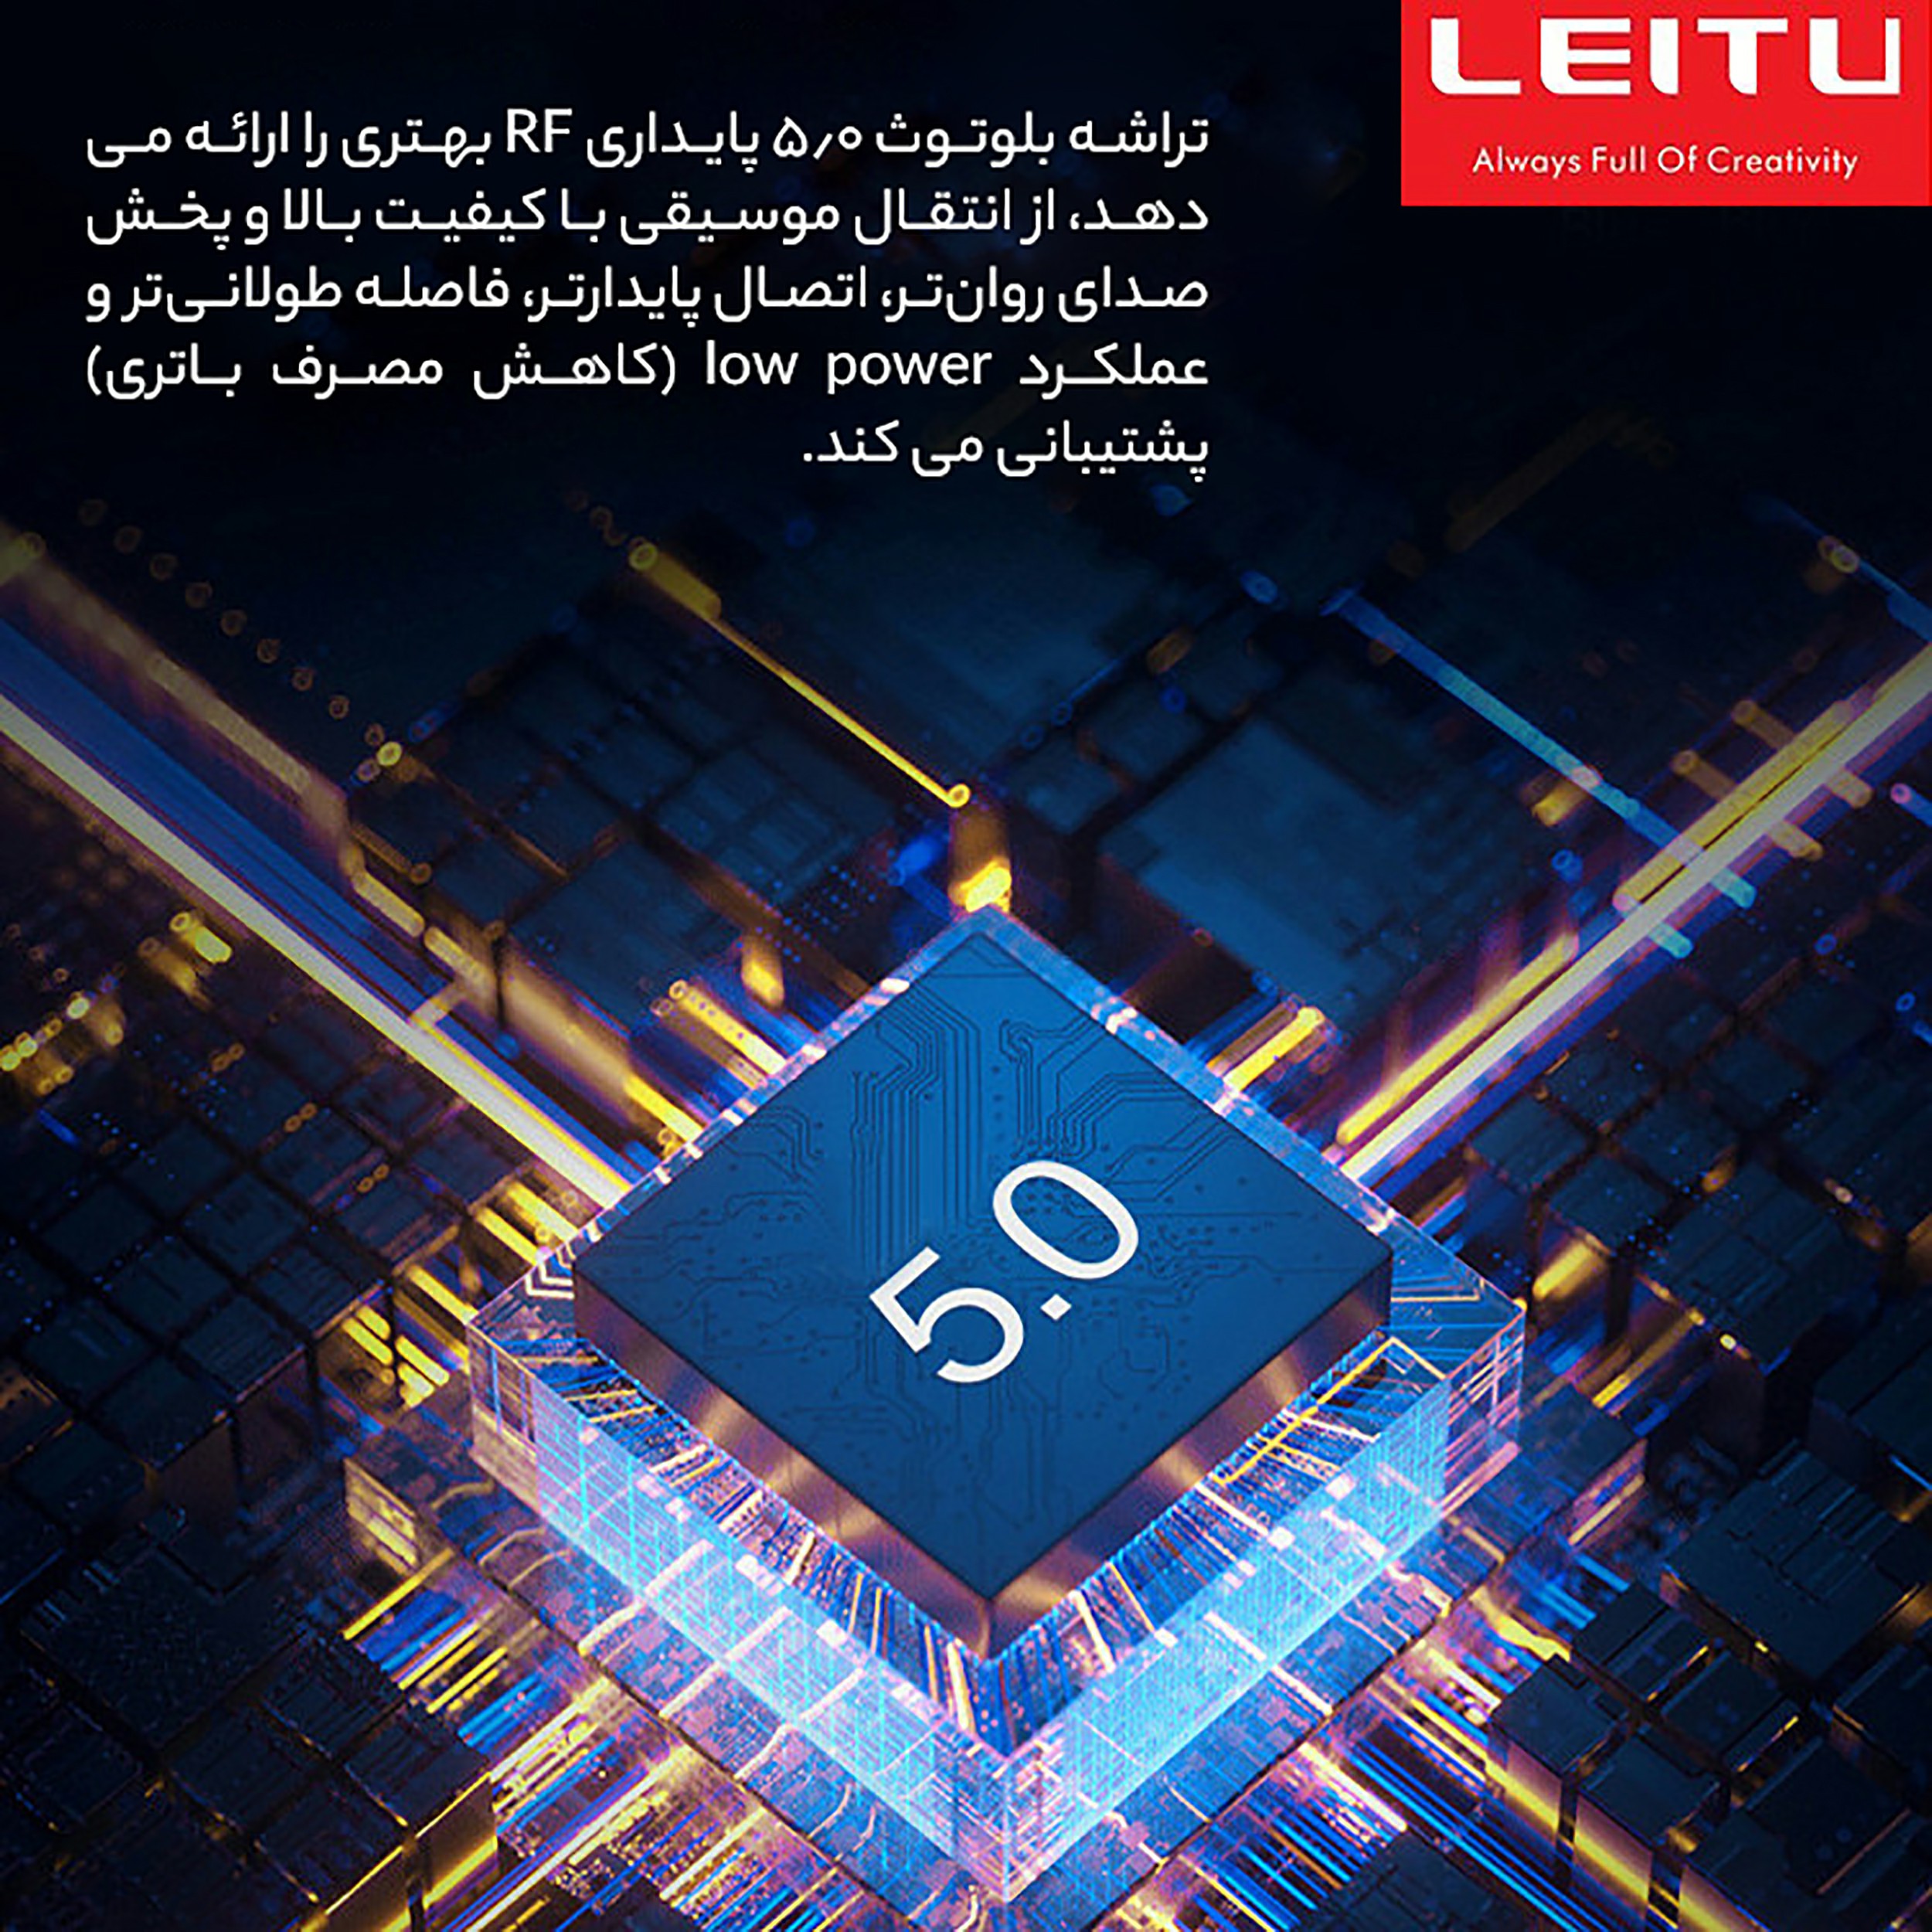 LEITU
Always Full Of Creativity
تراشه بلوتوث ۵٫۰ پایداری RF بهتری را ارائه می
دهد، از انتقال موسیقی با کیفیت بالا و پخش
صدای روان‌تر، اتصال پایدارتر، فاصله طولانی‌تر و
عملکرد low power (کاهش مصرف باتری)
پشتیبانی می کند.
5.0